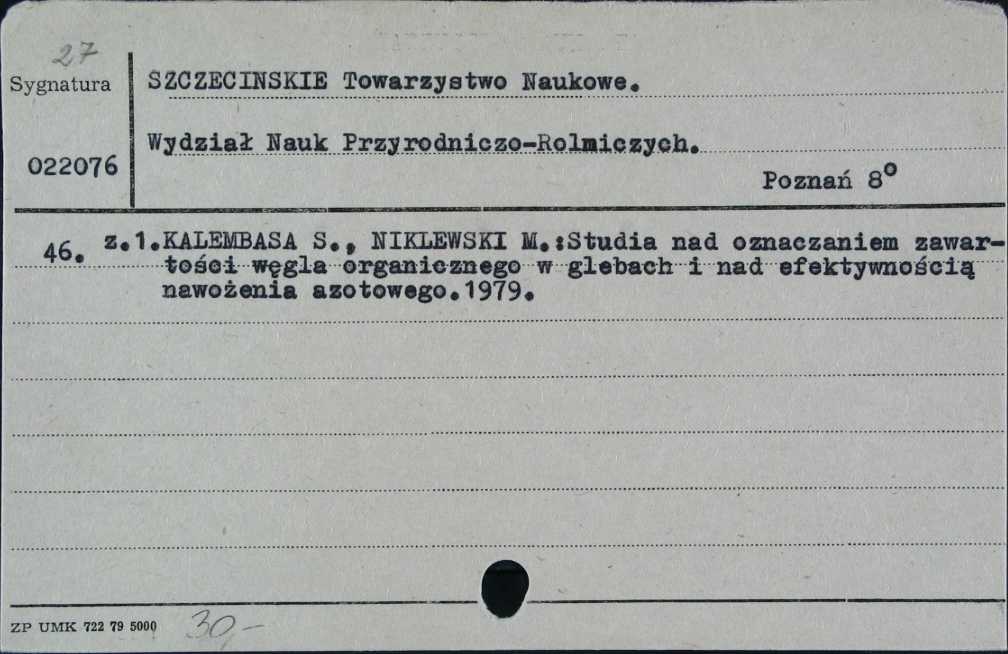 27
Sygnatura
SZCZECINSKIE Towarzystwo Naukowe.
Wydział Nauk Przyrodniczo-Rolmiczych.
022076
Poznań 8°
46. z.1.KALEMBASA S., NIKLEWSKI M.:Studia nad oznaczaniem zawar-
tości węgla organicznego w glebach i nad efektywnością
nawożenia azotowego.1979.
ZP UMK 722 79 5000 30,-